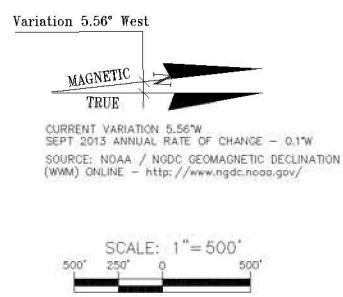 Variation 5.56° West
MAGNETIC
TRUE
CURRENT VARIATION 5.56°W
SEPT 2013 ANNUAL RATE OF CHANGE – 0.1°W
SOURCE: NOAA / NGDC GEOMAGNETIC DECLINATION
(WWM) ONLINE – http://www.ngdc.noaa.gov/
SCALE: 1"=500'
500' 250' 0 500'